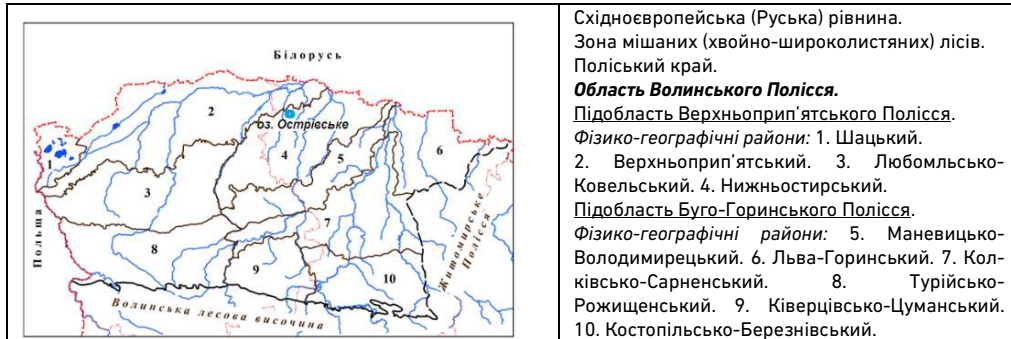 Білорусь
2
оз. Острівське
1
4
5
6
3
Польща
7
8
9
10
Житомирське
Полісся
Волинська лесова височина
Східноєвропейська (Руська) рівнина.
Зона мішаних (хвойно-широколистяних) лісів.
Поліський край.
Область Волинського Полісся.
Підобласть Верхньоприп’ятського Полісся.
Фізико-географічні райони: 1. Шацький.
2. Верхньоприп’ятський. 3. Любомльсько-
Ковельський. 4. Нижньостирський.
Підобласть Буго-Горинського Полісся.
Фізико-географічні райони: 5. Маневицько-
Володимирецький. 6. Льва-Горинський. 7. Кол-
ківсько-Сарненський. 8. Турійсько-
Рожищенський. 9. Ківерцівсько-Цуманський.
10. Костопільсько-Березнівський.